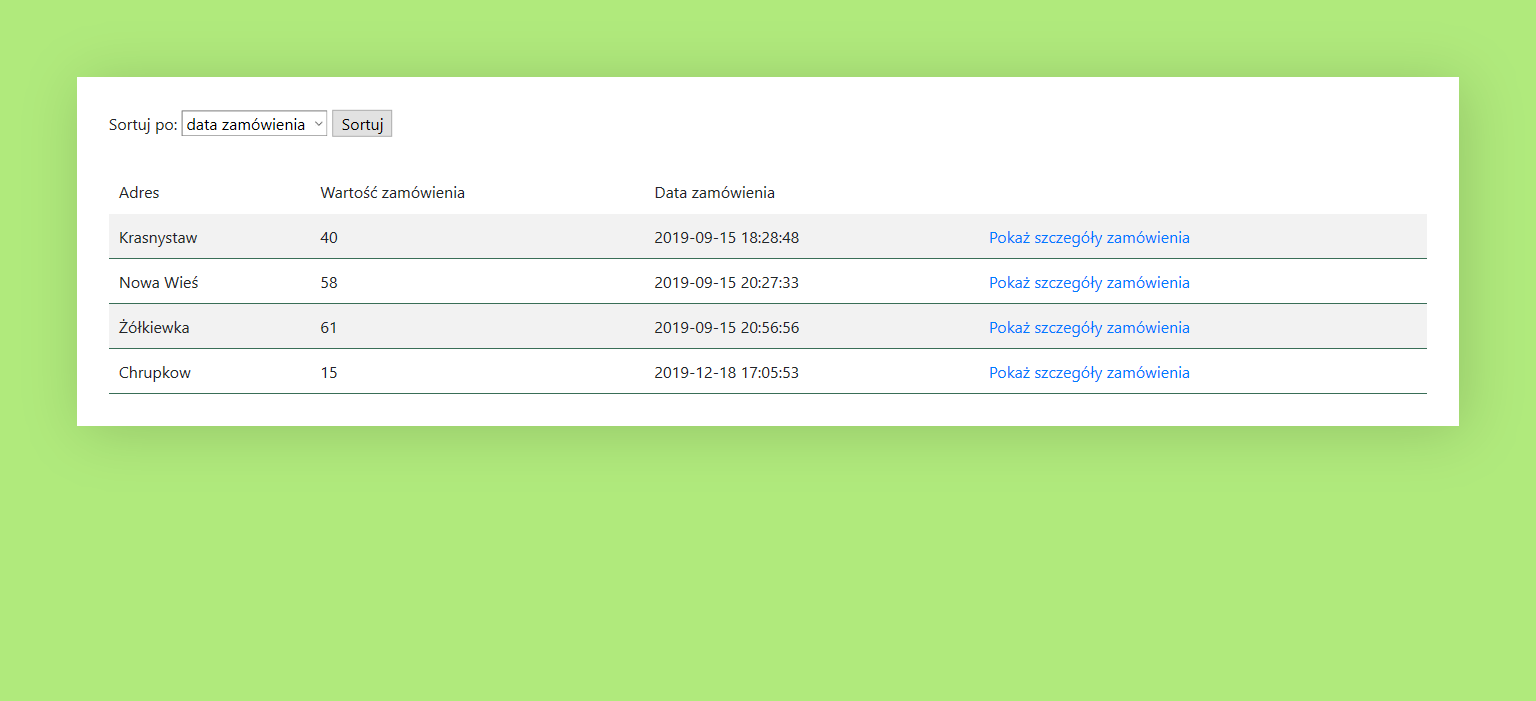 Sortuj po: data zamówienia Sortuj
Adres Wartość zamówienia Data zamówienia
Krasnystaw 40 2019-09-15 18:28:48 Pokaż szczegóły zamówienia
Nowa Wieś 58 2019-09-15 20:27:33 Pokaż szczegóły zamówienia
Żółkiewka 61 2019-09-15 20:56:56 Pokaż szczegóły zamówienia
Chrupkow 15 2019-12-18 17:05:53 Pokaż szczegóły zamówienia